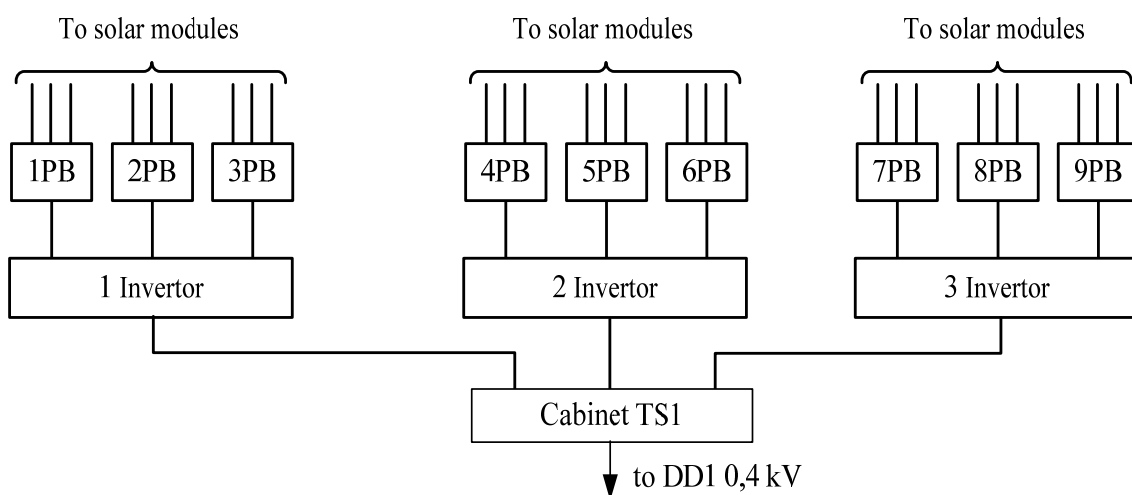 To solar modules
To solar modules
To solar modules
1PB 2PB 3PB
4PB 5PB 6PB
7PB 8PB 9PB
1 Invertor
2 Invertor
3 Invertor
Cabinet TS1
to DD1 0,4 kV